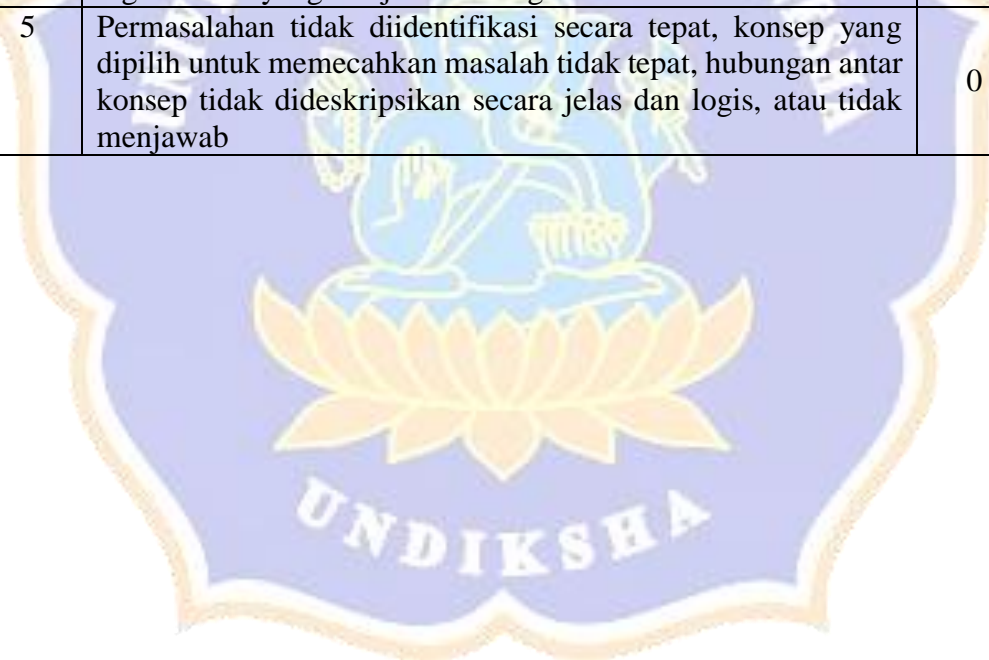 5 Permasalahan tidak diidentifikasi secara tepat, konsep yang
dipilih untuk memecahkan masalah tidak tepat, hubungan antar
konsep tidak dideskripsikan secara jelas dan logis, atau tidak
menjawab
0
UNDIKSHA